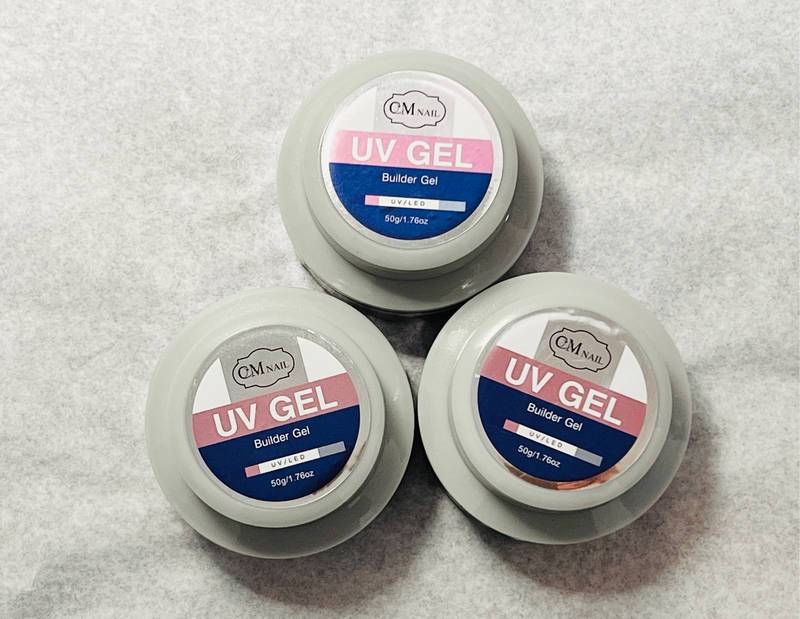 CM NAIL
UV GEL
Builder Gel
UV/LED
50g/1.76oz
CM NAIL
UV GEL
Builder Gel
UV/LED
50g/1.76oz
CM NAIL
UV GEL
Builder Gel
UV/LED
50g/1.76oz